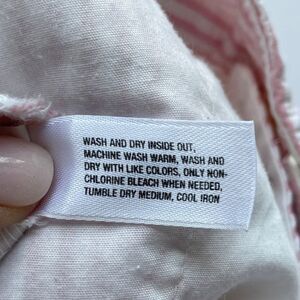 WASH AND DRY INSIDE OUT,
MACHINE WASH WARM, WASH AND
DRY WITH LIKE COLORS, ONLY NON-
CHLORINE BLEACH WHEN NEEDED,
TUMBLE DRY MEDIUM, COOL IRON